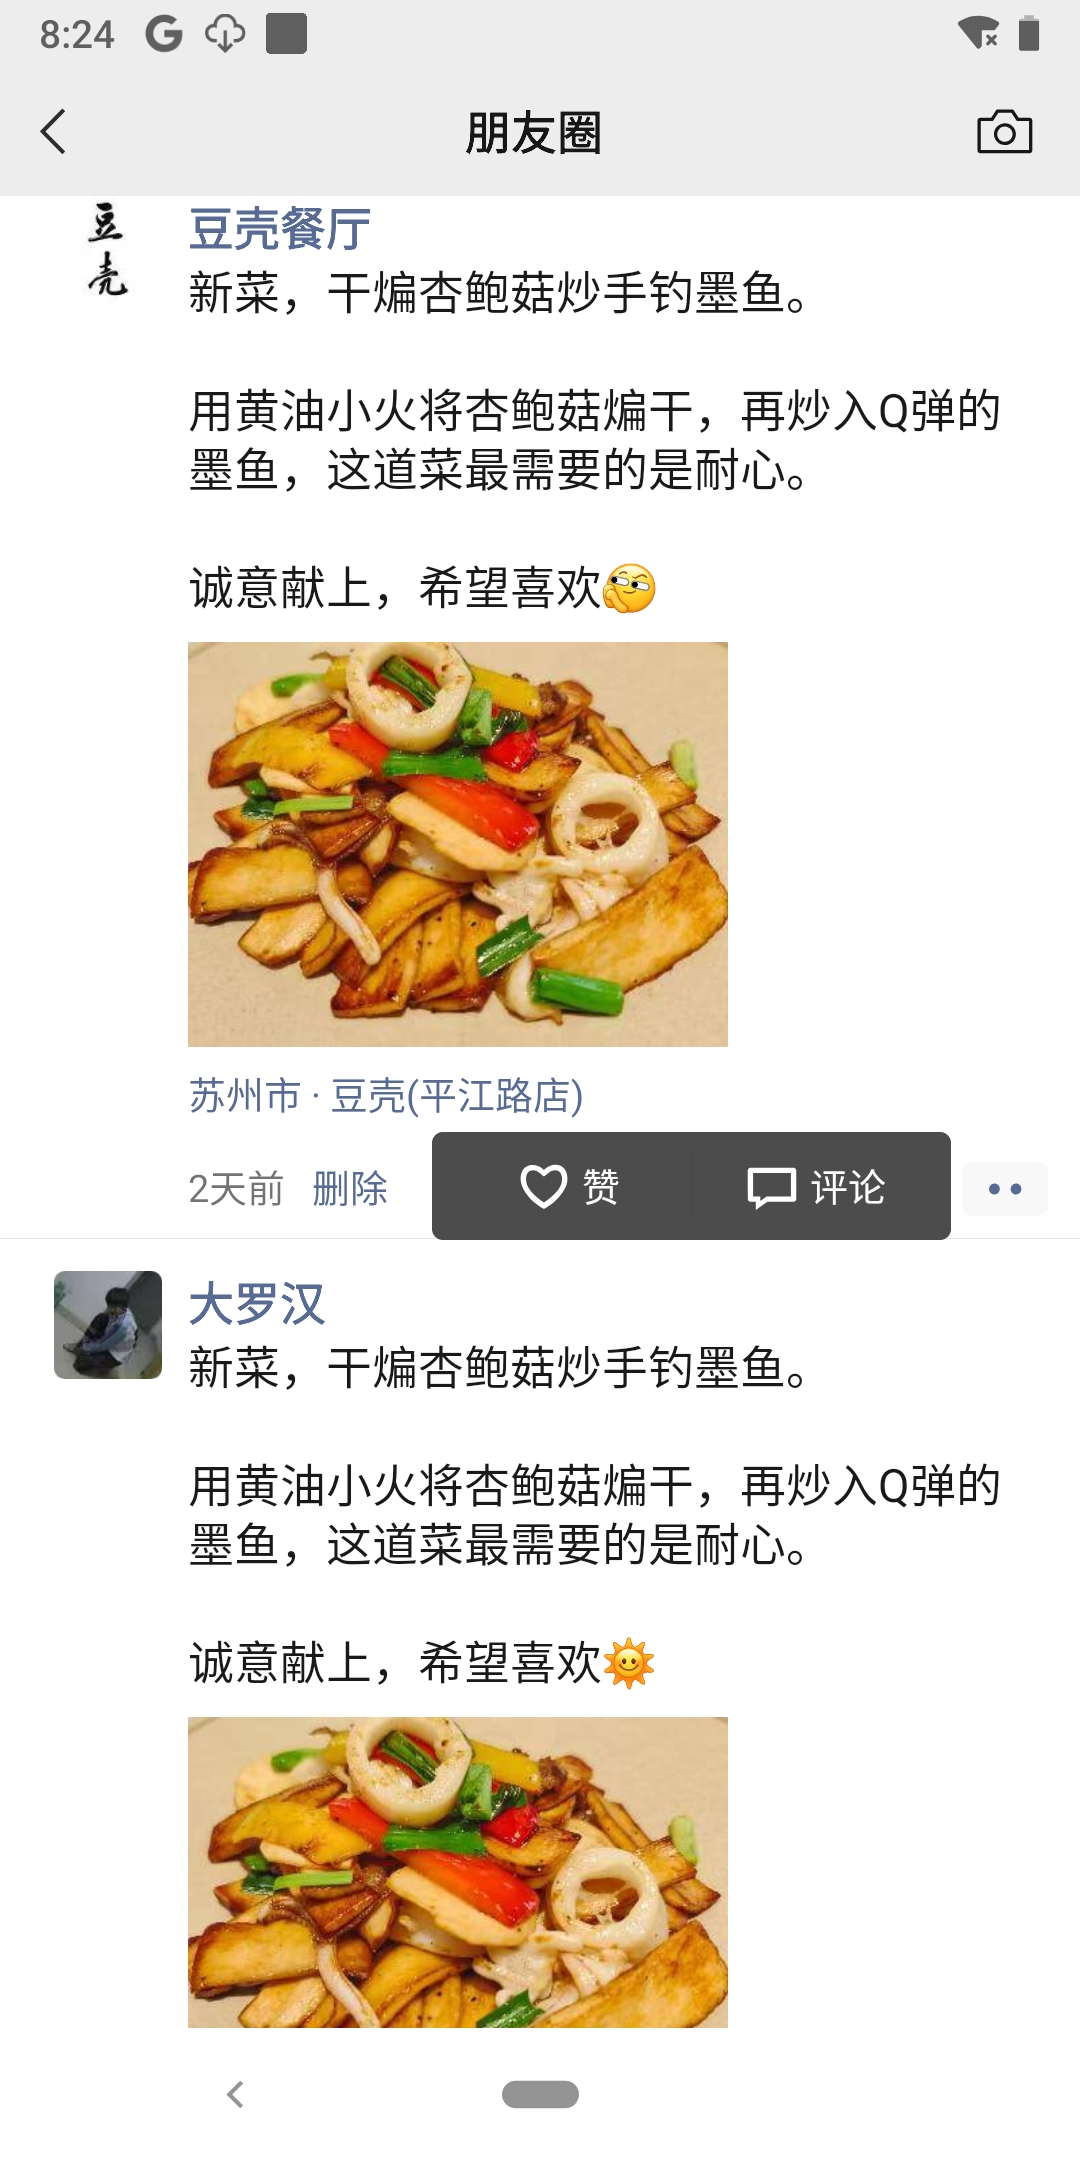 8:24
朋友圈
豆壳
豆壳餐厅
新菜，干煸杏鲍菇炒手钓墨鱼。
用黄油小火将杏鲍菇煸干，再炒入Q弹的
墨鱼，这道菜最需要的是耐心。
诚意献上，希望喜欢
苏州市 · 豆壳(平江路店)
2天前 删除 赞 评论
大罗汉
新菜，干煸杏鲍菇炒手钓墨鱼。
用黄油小火将杏鲍菇煸干，再炒入Q弹的
墨鱼，这道菜最需要的是耐心。
诚意献上，希望喜欢